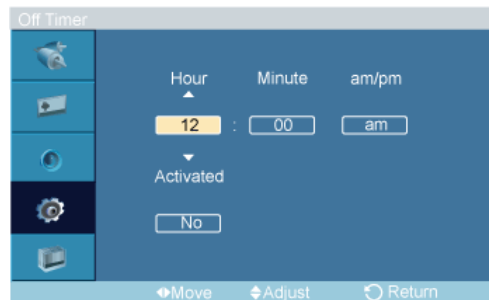 Off Timer
Hour Minute am/pm
12 : 00 am
Activated
No
Move Adjust Return